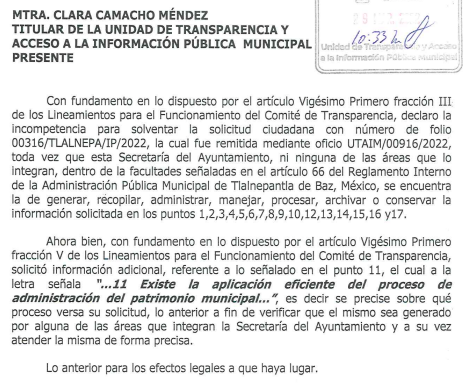 MTRA. CLARA CAMACHO MÉNDEZ
TITULAR DE LA UNIDAD DE TRANSPARENCIA Y
ACCESO A LA INFORMACIÓN PÚBLICA MUNICIPAL
PRESENTE
10:33 h
Unidad de Transparencia y Acceso
a la Información Pública Municipal
Con fundamento en lo dispuesto por el artículo Vigésimo Primero fracción III
de los Lineamientos para el Funcionamiento del Comité de Transparencia, declaro la
incompetencia para solventar la solicitud ciudadana con número de folio
00316/TLALNEPA/IP/2022, la cual fue remitida mediante oficio UTAIM/00916/2022,
toda vez que esta Secretaría del Ayuntamiento, ni ninguna de las áreas que lo
integran, dentro de la facultades señaladas en el artículo 66 del Reglamento Interno
de la Administración Pública Municipal de Tlalnepantla de Baz, México, se encuentra
la de generar, recopilar, administrar, manejar, procesar, archivar o conservar la
información solicitada en los puntos 1,2,3,4,5,6,7,8,9,10,12,13,14,15,16 y17.
Ahora bien, con fundamento en lo dispuesto por el artículo Vigésimo Primero
fracción V de los Lineamientos para el Funcionamiento del Comité de Transparencia,
solicitó información adicional, referente a lo señalado en el punto 11, el cual a la
letra señala "...11 Existe la aplicación eficiente del proceso de
administración del patrimonio municipal...", es decir se precise sobre qué
proceso versa su solicitud, lo anterior a fin de verificar que el mismo sea generado
por alguna de las áreas que integran la Secretaría del Ayuntamiento y a su vez
atender la misma de forma precisa.
Lo anterior para los efectos legales a que haya lugar.